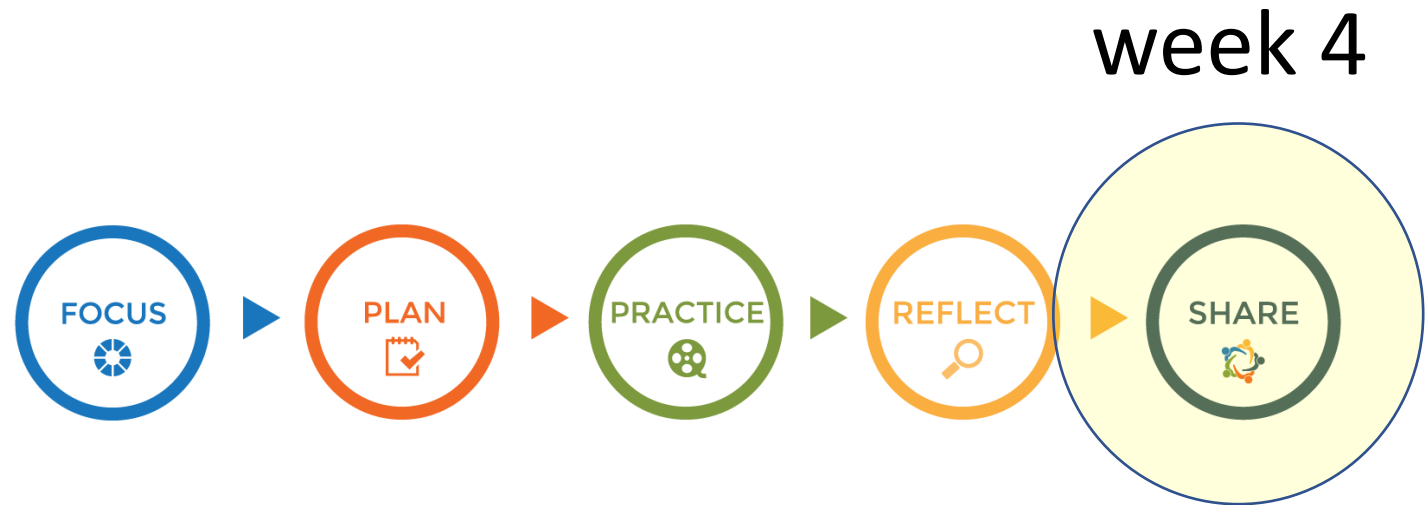 week 4
FOCUS
PLAN
PRACTICE
REFLECT
SHARE